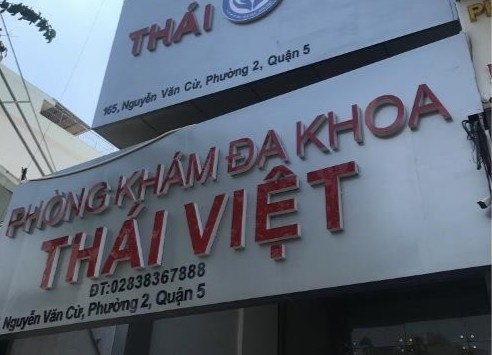 THÁI
165, Nguyễn Văn Cừ, Phường 2, Quận 5
PHÒNG KHÁM ĐA KHOA
THÁI VIỆT
ĐT:02838367888
Nguyễn Văn Cừ, Phường 2, Quận 5